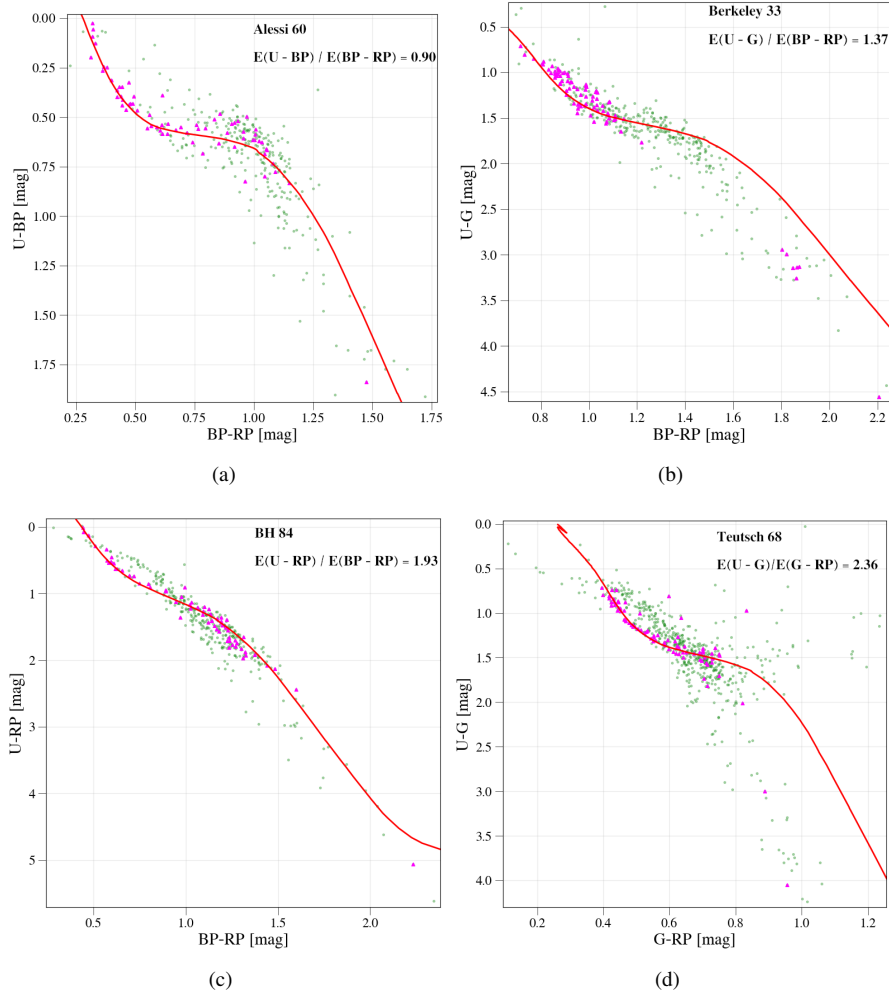 Alessi 60
E(U - BP) / E(BP - RP) = 0.90
0.00
0.25
0.50
0.75
1.00
1.25
1.50
1.75
U-BP [mag]
0.25
0.50
0.75
1.00
1.25
1.50
1.75
BP-RP [mag]
(a)
Berkeley 33
E(U - G) / E(BP - RP) = 1.37
0.5
1.0
1.5
2.0
2.5
3.0
3.5
4.0
4.5
U-G [mag]
0.8
1.0
1.2
1.4
1.6
1.8
2.0
2.2
BP-RP [mag]
(b)
BH 84
E(U - RP) / E(BP - RP) = 1.93
0
1
2
3
4
5
U-RP [mag]
0.5
1.0
1.5
2.0
BP-RP [mag]
(c)
Teutsch 68
E(U - G)/E(G - RP) = 2.36
0.0
0.5
1.0
1.5
2.0
2.5
3.0
3.5
4.0
U-G [mag]
0.2
0.4
0.6
0.8
1.0
1.2
G-RP [mag]
(d)